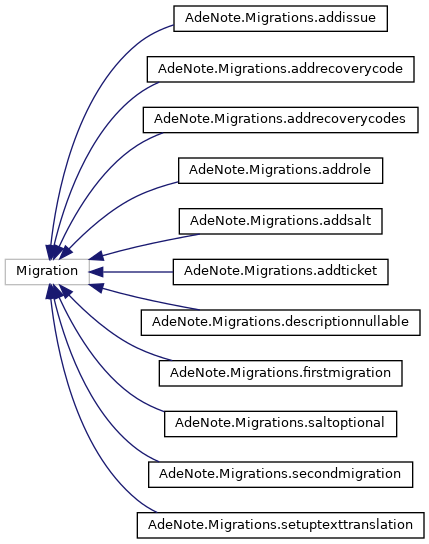 AdeNote.Migrations.addissue
AdeNote.Migrations.addrecoverycode
AdeNote.Migrations.addrecoverycodes
AdeNote.Migrations.addrole
AdeNote.Migrations.addsalt
Migration
AdeNote.Migrations.addticket
AdeNote.Migrations.descriptionnullable
AdeNote.Migrations.firstmigration
AdeNote.Migrations.saltoptional
AdeNote.Migrations.secondmigration
AdeNote.Migrations.setuptexttranslation